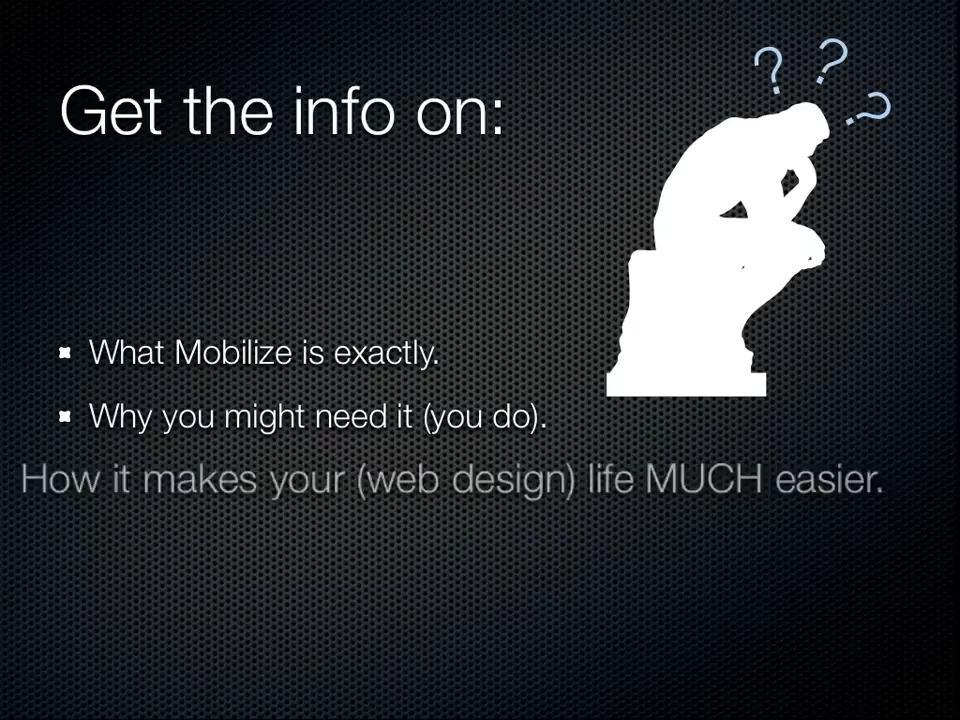 Get the info on:
? ? ?
What Mobilize is exactly.
Why you might need it (you do).
How it makes your (web design) life MUCH easier.